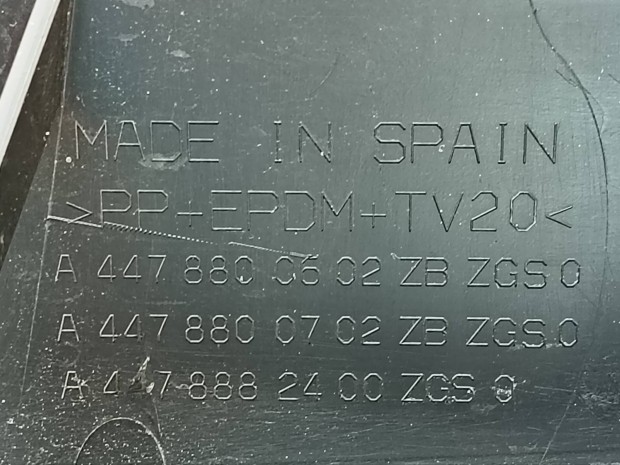 MADE IN SPAIN
>PP+EPDM+TV20<
A 447 880 06 02 ZB ZGS 0
A 447 880 07 02 ZB ZGS 0
A 447 888 24 00 ZGS 0